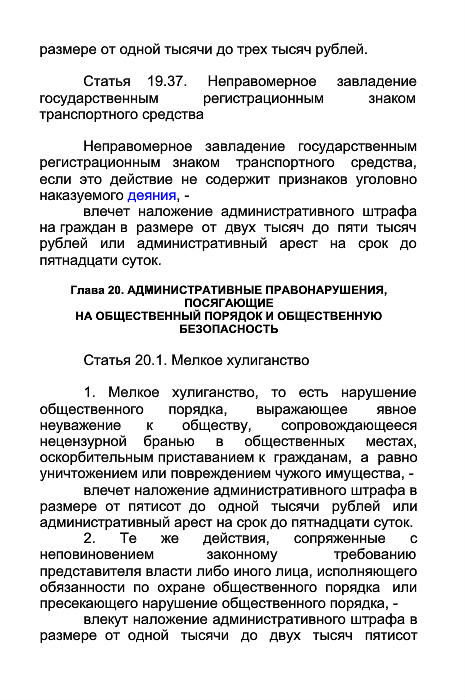 размере от одной тысячи до трех тысяч рублей.
Статья 19.37. Неправомерное завладение
государственным регистрационным знаком
транспортного средства
Неправомерное завладение государственным
регистрационным знаком транспортного средства,
если это действие не содержит признаков уголовно
наказуемого деяния, -
влечет наложение административного штрафа
на граждан в размере от двух тысяч до пяти тысяч
рублей или административный арест на срок до
пятнадцати суток.
Глава 20. АДМИНИСТРАТИВНЫЕ ПРАВОНАРУШЕНИЯ,
ПОСЯГАЮЩИЕ
НА ОБЩЕСТВЕННЫЙ ПОРЯДОК И ОБЩЕСТВЕННУЮ
БЕЗОПАСНОСТЬ
Статья 20.1. Мелкое хулиганство
1. Мелкое хулиганство, то есть нарушение
общественного порядка, выражающее явное
неуважение к обществу, сопровождающееся
нецензурной бранью в общественных местах,
оскорбительным приставанием к гражданам, а равно
уничтожением или повреждением чужого имущества, -
влечет наложение административного штрафа в
размере от пятисот до одной тысячи рублей или
административный арест на срок до пятнадцати суток.
2. Те же действия, сопряженные с
неповиновением законному требованию
представителя власти либо иного лица, исполняющего
обязанности по охране общественного порядка или
пресекающего нарушение общественного порядка, -
влекут наложение административного штрафа в
размере от одной тысячи до двух тысяч пятисот